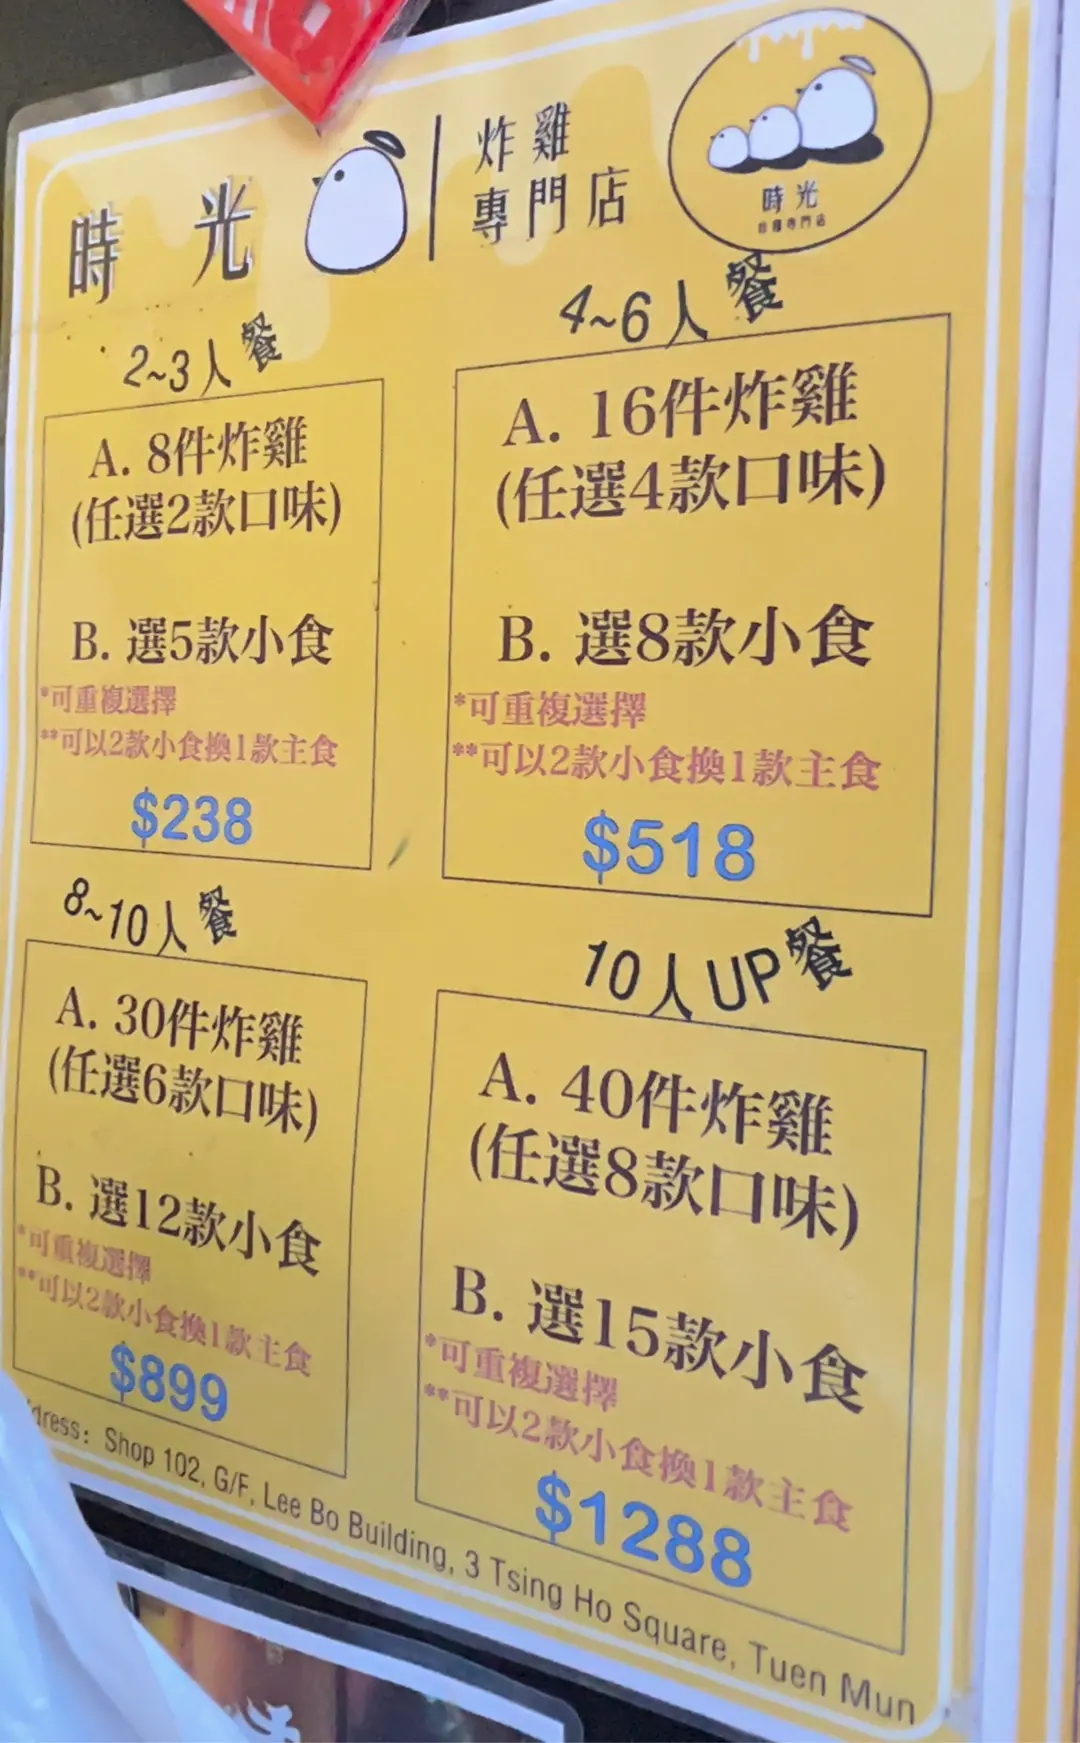 時光
炸雞
專門店
時光
2~3人餐
A. 8件炸雞
(任選2款口味)
B. 選5款小食
*可重複選擇
**可以2款小食換1款主食
$238
4~6人餐
A. 16件炸雞
(任選4款口味)
B. 選8款小食
*可重複選擇
**可以2款小食換1款主食
$518
8~10人餐
A. 30件炸雞
(任選6款口味)
B. 選12款小食
*可重複選擇
**可以2款小食換1款主食
$899
10人UP餐
A. 40件炸雞
(任選8款口味)
B. 選15款小食
*可重複選擇
**可以2款小食換1款主食
$1288
dress: Shop 102, G/F, Lee Bo Building, 3 Tsing Ho Square, Tuen Mun